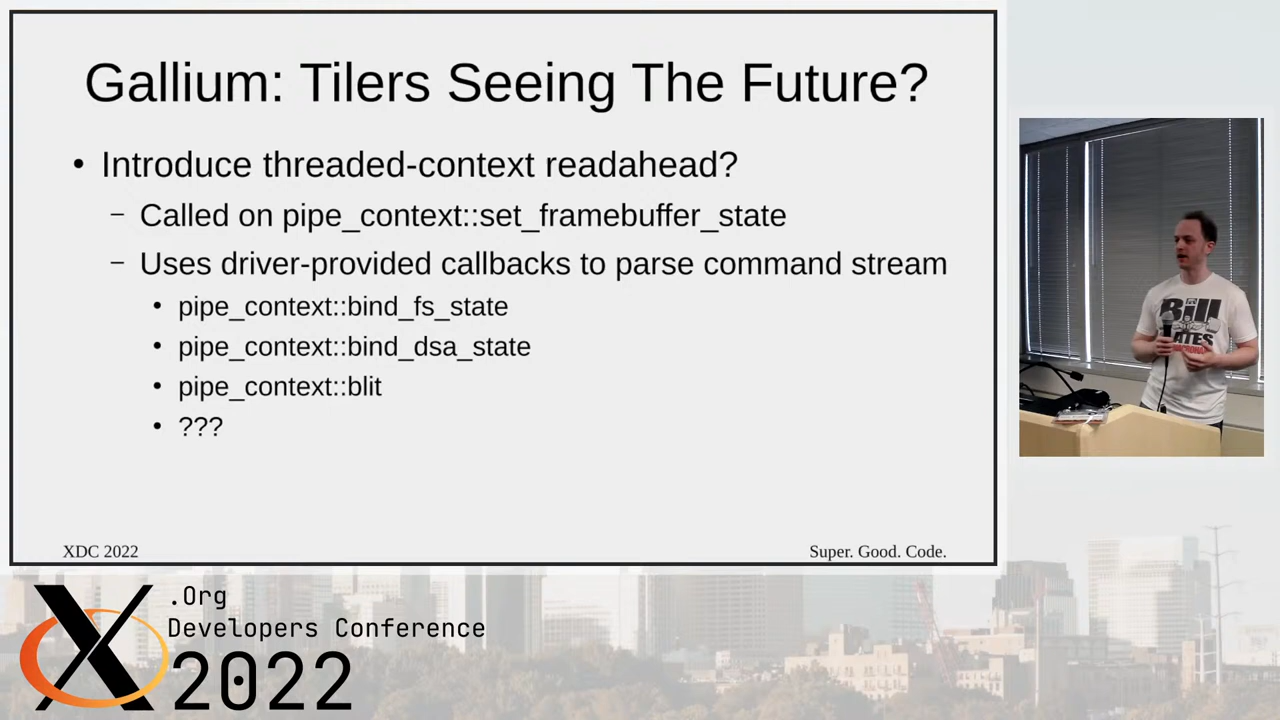 Gallium: Tilers Seeing The Future?
• Introduce threaded-context readahead?
– Called on pipe_context::set_framebuffer_state
– Uses driver-provided callbacks to parse command stream
• pipe_context::bind_fs_state
• pipe_context::bind_dsa_state
• pipe_context::blit
• ???
XDC 2022
Super. Good. Code.
Bill
X
.Org
Developers Conference
2022